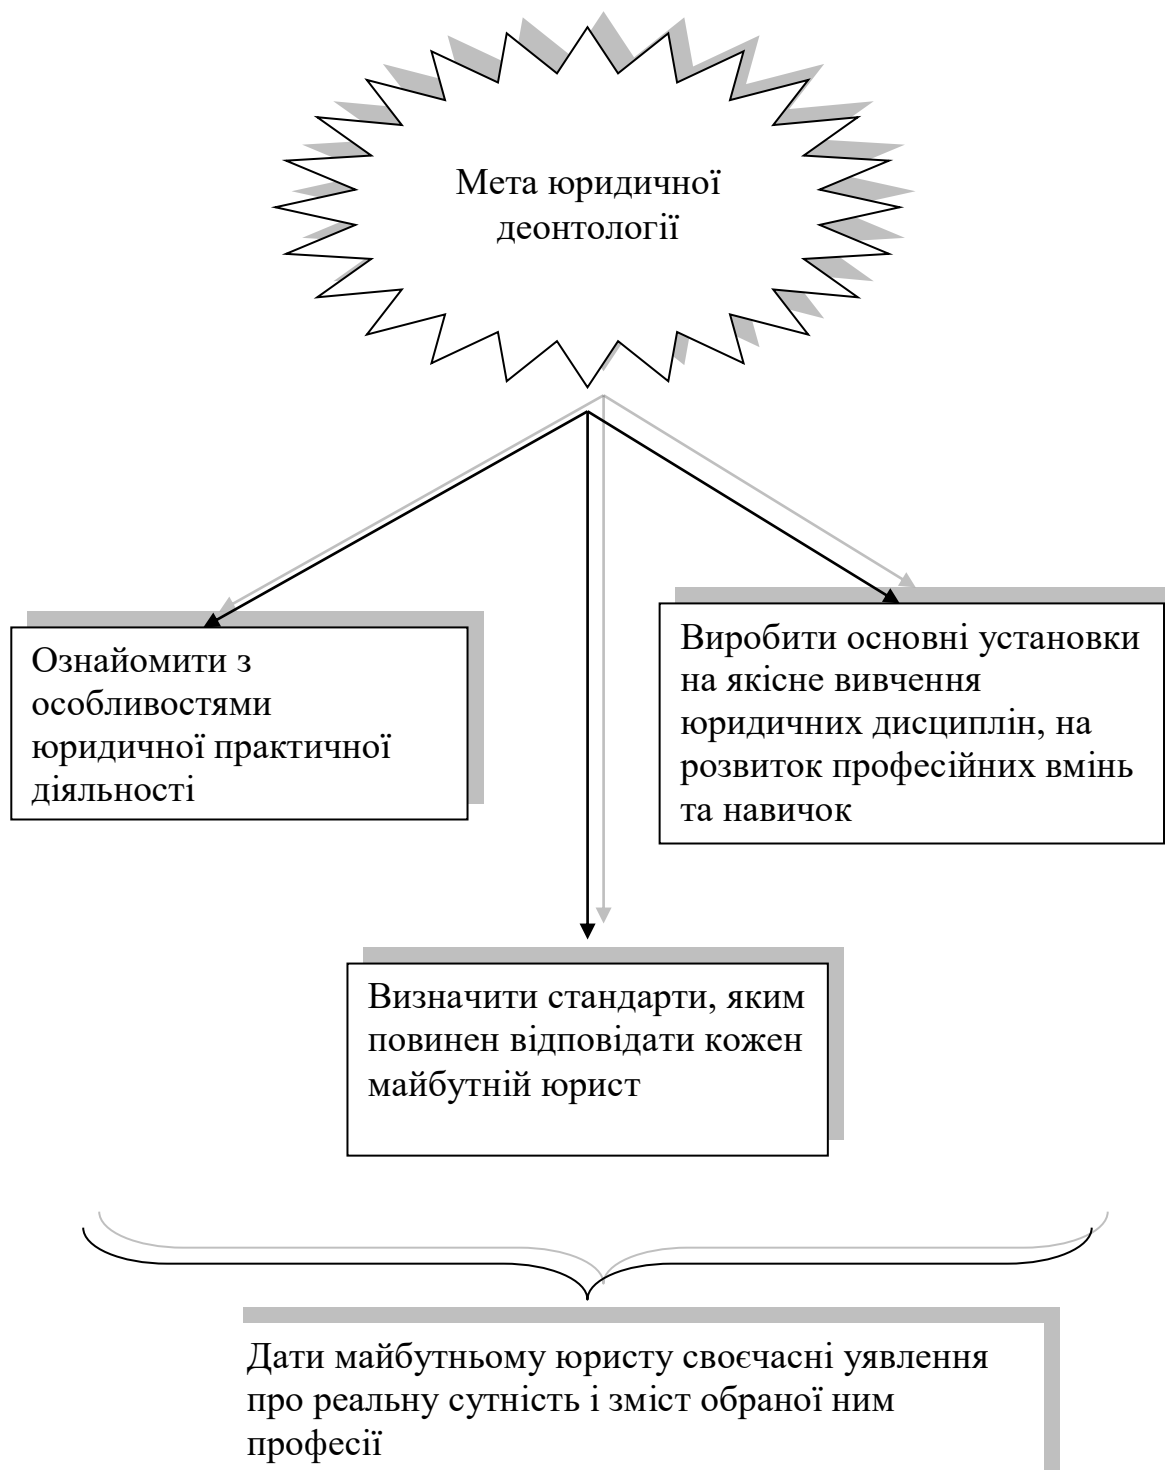 Мета юридичної
деонтології
Ознайомити з
особливостями
юридичної практичної
діяльності
Виробити основні установки
на якісне вивчення
юридичних дисциплін, на
розвиток професійних вмінь
та навичок
Визначити стандарти, яким
повинен відповідати кожен
майбутній юрист
Дати майбутньому юристу своєчасні уявлення
про реальну сутність і зміст обраної ним
професії